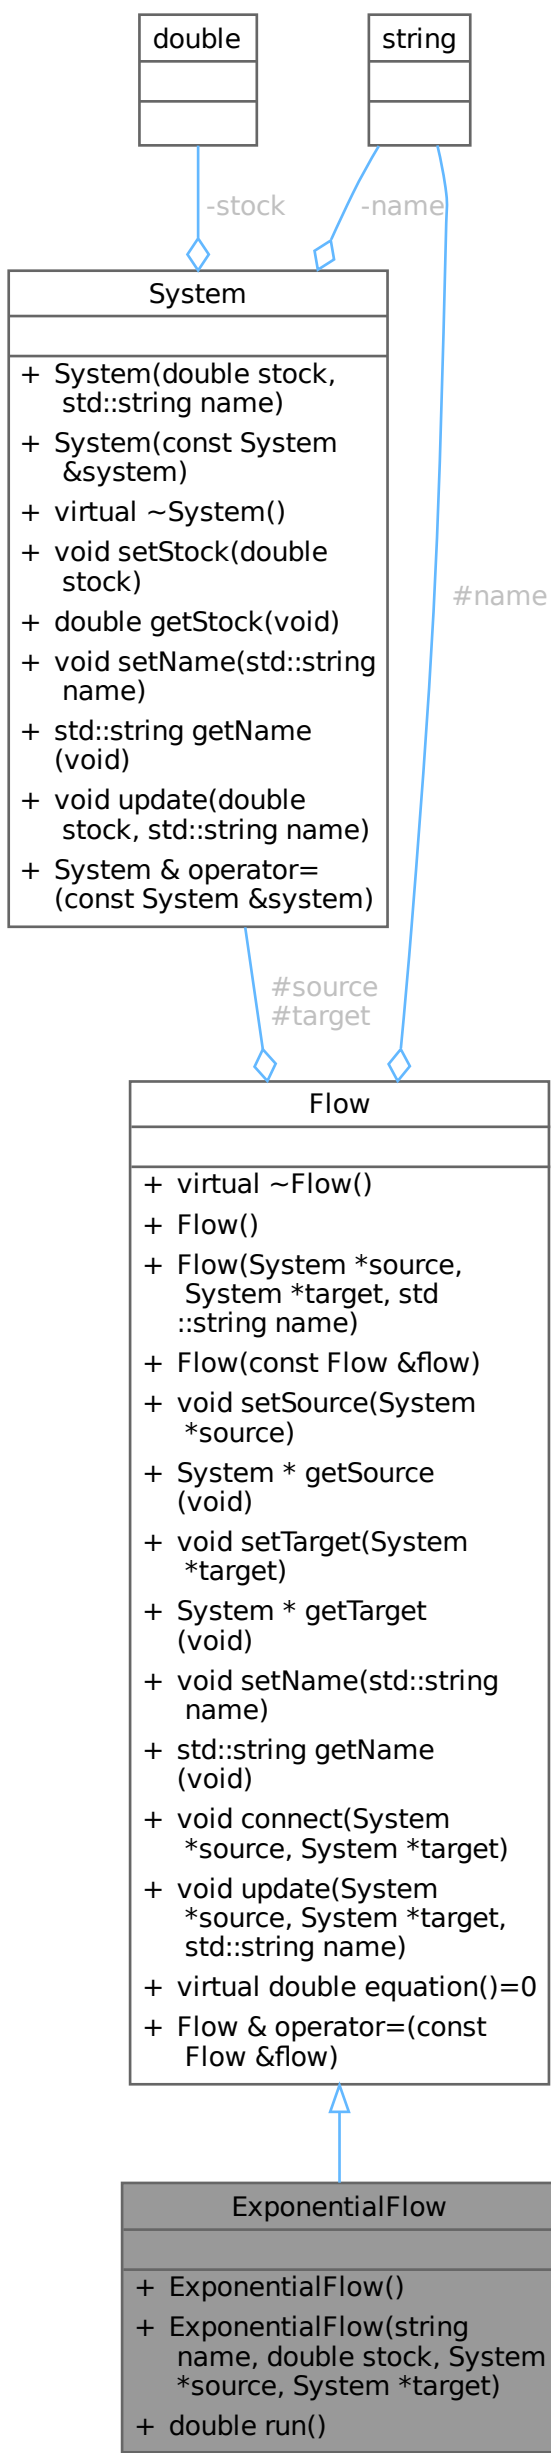 double
string
-stock
-name
System
+ System(double stock,
std::string name)
+ System(const System
&system)
+ virtual ~System()
+ void setStock(double
stock)
+ double getStock(void)
+ void setName(std::string
name)
+ std::string getName
(void)
+ void update(double
stock, std::string name)
+ System & operator=
(const System &system)
#name
#source
#target
Flow
+ virtual ~Flow()
+ Flow()
+ Flow(System *source,
System *target, std
::string name)
+ Flow(const Flow &flow)
+ void setSource(System
*source)
+ System * getSource
(void)
+ void setTarget(System
*target)
+ System * getTarget
(void)
+ void setName(std::string
name)
+ std::string getName
(void)
+ void connect(System
*source, System *target)
+ void update(System
*source, System *target,
std::string name)
+ virtual double equation()=0
+ Flow & operator=(const
Flow &flow)
ExponentialFlow
+ ExponentialFlow()
+ ExponentialFlow(string
name, double stock, System
*source, System *target)
+ double run()